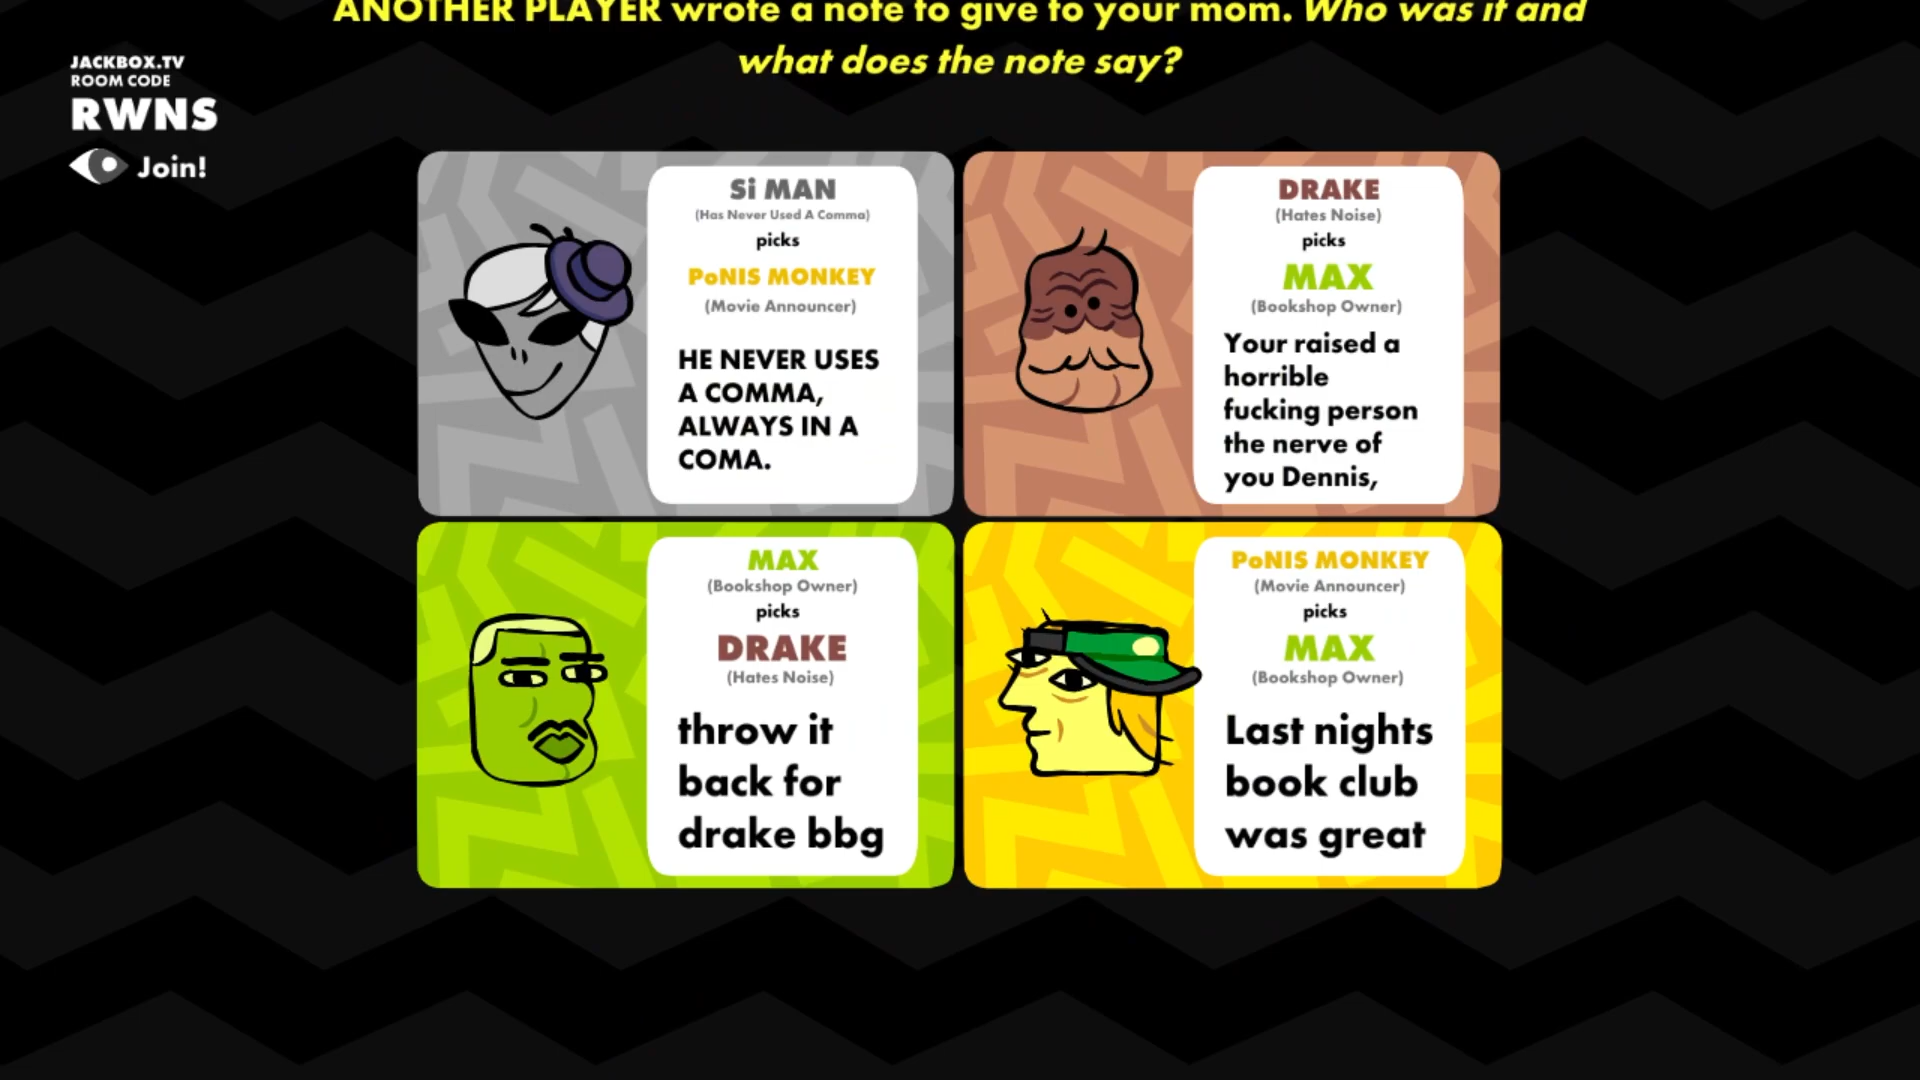 ANOTHER PLAYER wrote a note to give to your mom. Who was it and
what does the note say?
JACKBOX.TV
ROOM CODE
RWNS
Join!
Si MAN
(Has Never Used A Comma)
picks
PoNIS MONKEY
(Movie Announcer)
HE NEVER USES
A COMMA,
ALWAYS IN A
COMA.
DRAKE
(Hates Noise)
picks
MAX
(Bookshop Owner)
Your raised a
horrible
fucking person
the nerve of
you Dennis,
MAX
(Bookshop Owner)
picks
DRAKE
(Hates Noise)
throw it
back for
drake bbg
PoNIS MONKEY
(Movie Announcer)
picks
MAX
(Bookshop Owner)
Last nights
book club
was great